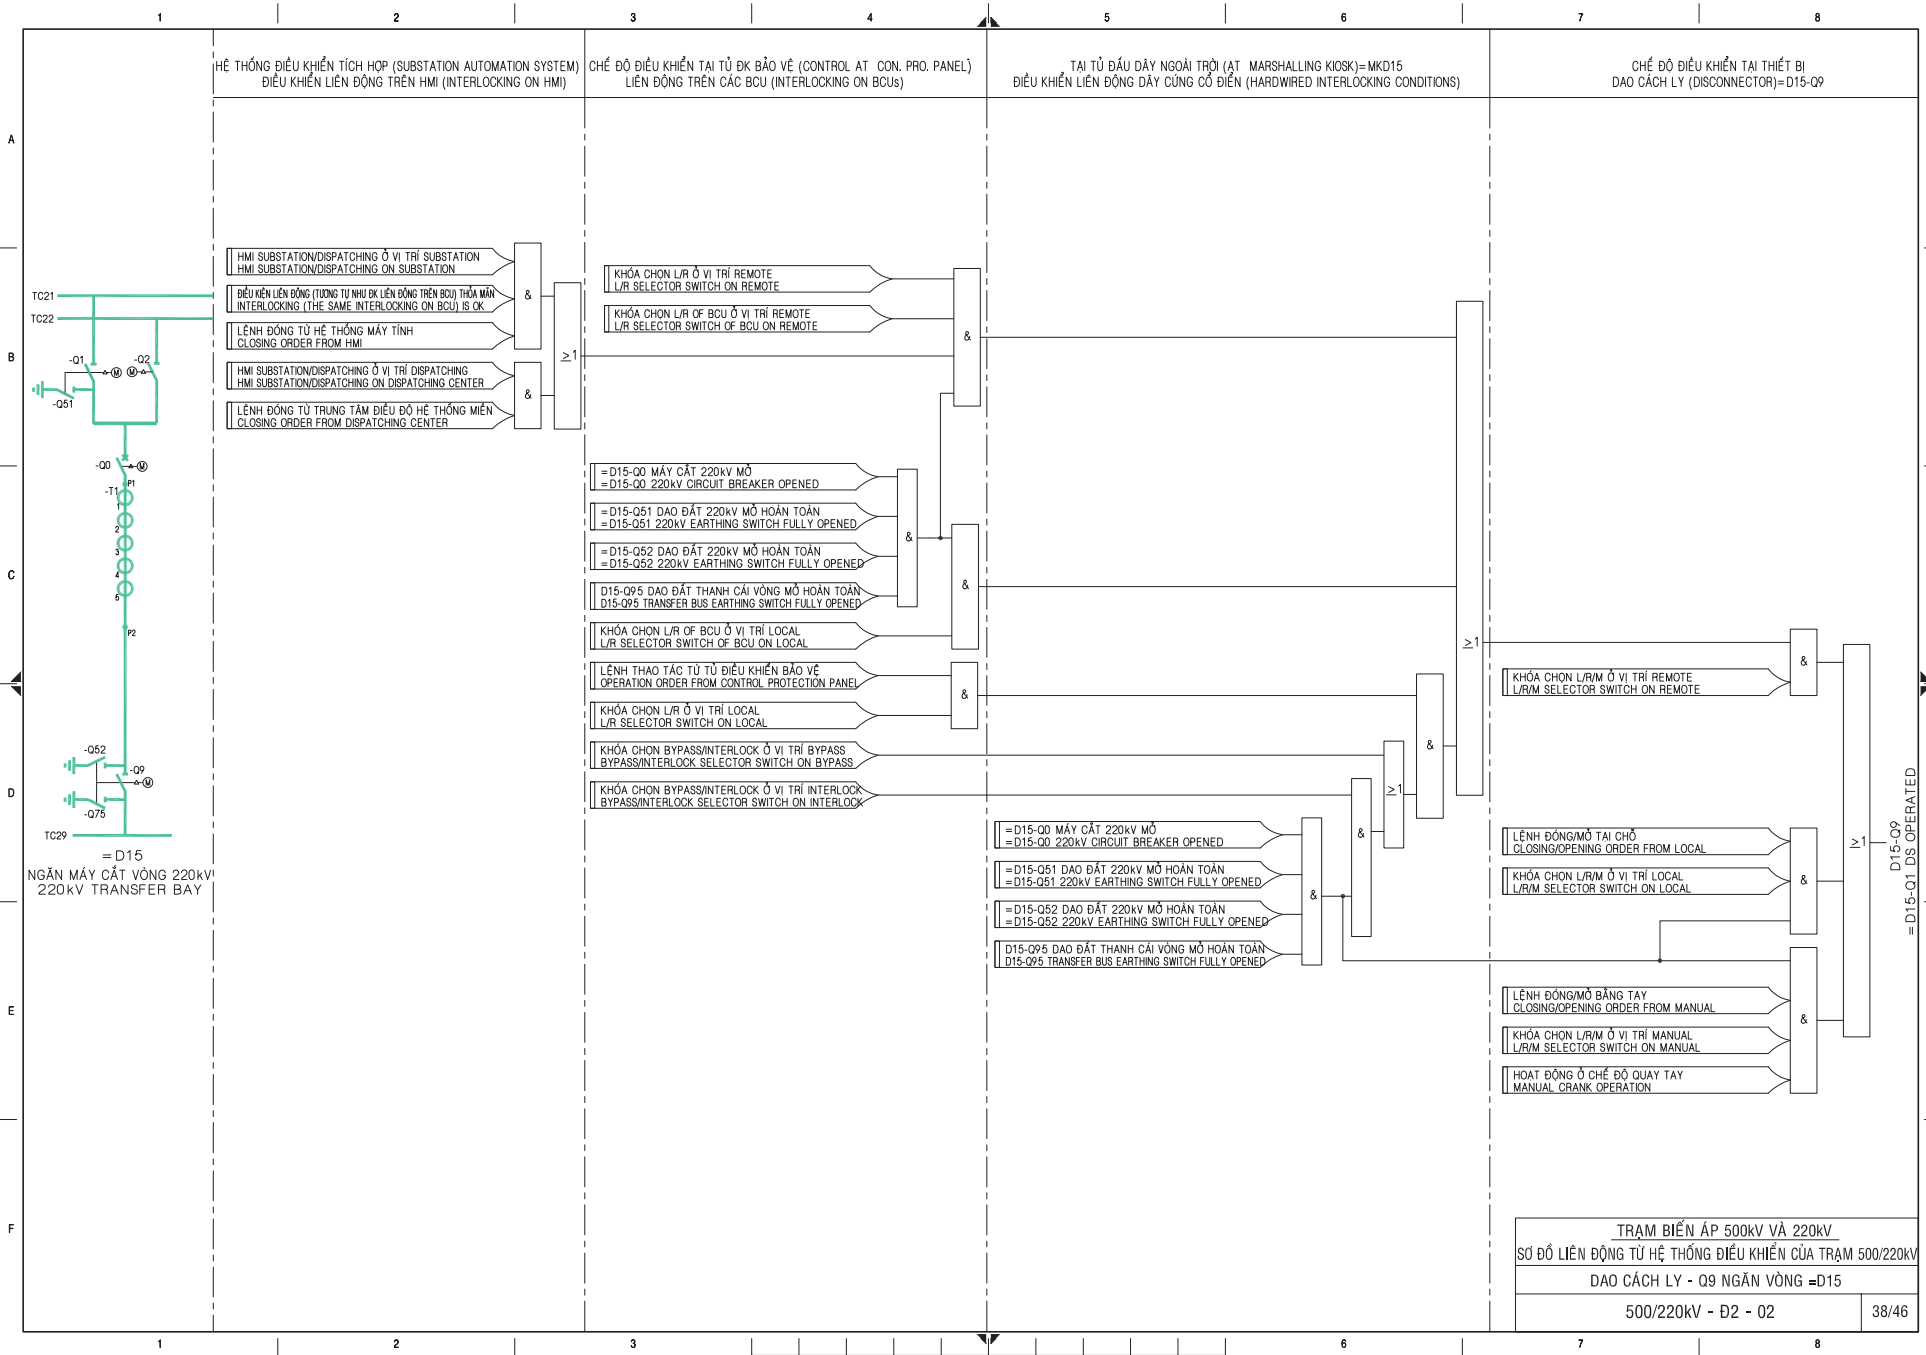 1 2 3 4 5 6 7 8
HỆ THỐNG ĐIỀU KHIỂN TÍCH HỢP (SUBSTATION AUTOMATION SYSTEM)
ĐIỀU KHIỂN LIÊN ĐỘNG TRÊN HMI (INTERLOCKING ON HMI)
CHẾ ĐỘ ĐIỀU KHIỂN TẠI TỦ ĐK BẢO VỆ (CONTROL AT CON. PRO. PANEL)
LIÊN ĐỘNG TRÊN CÁC BCU (INTERLOCKING ON BCUs)
TẠI TỦ ĐẤU DÂY NGOÀI TRỜI (AT MARSHALLING KIOSK)=MKD15
ĐIỀU KHIỂN LIÊN ĐỘNG DÂY CỨNG CỔ ĐIỂN (HARDWIRED INTERLOCKING CONDITIONS)
CHẾ ĐỘ ĐIỀU KHIỂN TẠI THIẾT BỊ
DAO CÁCH LY (DISCONNECTOR)=D15-Q9
A
B
C
D
E
F
TC21
TC22
-Q1
-Q2
M
M
-Q51
-Q0
M
P1
-T1
1
2
3
4
5
P2
-Q52
-Q9
M
-Q75
TC29
=D15
NGĂN MÁY CẮT VÒNG 220kV
220kV TRANSFER BAY
HMI SUBSTATION/DISPATCHING Ở VỊ TRÍ SUBSTATION
HMI SUBSTATION/DISPATCHING ON SUBSTATION
ĐIỀU KIỆN LIÊN ĐỘNG (TƯƠNG TỰ NHƯ ĐK LIÊN ĐỘNG TRÊN BCU) THỎA MÃN
INTERLOCKING (THE SAME INTERLOCKING ON BCU) IS OK
LỆNH ĐÓNG TỪ HỆ THỐNG MÁY TÍNH
CLOSING ORDER FROM HMI
&
HMI SUBSTATION/DISPATCHING Ở VỊ TRÍ DISPATCHING
HMI SUBSTATION/DISPATCHING ON DISPATCHING CENTER
LỆNH ĐÓNG TỪ TRUNG TÂM ĐIỀU ĐỘ HỆ THỐNG MIỀN
CLOSING ORDER FROM DISPATCHING CENTER
&
≥1
KHÓA CHỌN L/R Ở VỊ TRÍ REMOTE
L/R SELECTOR SWITCH ON REMOTE
KHÓA CHỌN L/R OF BCU Ở VỊ TRÍ REMOTE
L/R SELECTOR SWITCH OF BCU ON REMOTE
&
=D15-Q0 MÁY CẮT 220kV MỞ
=D15-Q0 220kV CIRCUIT BREAKER OPENED
=D15-Q51 DAO ĐẤT 220kV MỞ HOÀN TOÀN
=D15-Q51 220kV EARTHING SWITCH FULLY OPENED
=D15-Q52 DAO ĐẤT 220kV MỞ HOÀN TOÀN
=D15-Q52 220kV EARTHING SWITCH FULLY OPENED
D15-Q95 DAO ĐẤT THANH CÁI VÒNG MỞ HOÀN TOÀN
D15-Q95 TRANSFER BUS EARTHING SWITCH FULLY OPENED
&
KHÓA CHỌN L/R OF BCU Ở VỊ TRÍ LOCAL
L/R SELECTOR SWITCH OF BCU ON LOCAL
&
LỆNH THAO TÁC TỪ TỦ ĐIỀU KHIỂN BẢO VỆ
OPERATION ORDER FROM CONTROL PROTECTION PANEL
KHÓA CHỌN L/R Ở VỊ TRÍ LOCAL
L/R SELECTOR SWITCH ON LOCAL
&
KHÓA CHỌN BYPASS/INTERLOCK Ở VỊ TRÍ BYPASS
BYPASS/INTERLOCK SELECTOR SWITCH ON BYPASS
KHÓA CHỌN BYPASS/INTERLOCK Ở VỊ TRÍ INTERLOCK
BYPASS/INTERLOCK SELECTOR SWITCH ON INTERLOCK
=D15-Q0 MÁY CẮT 220kV MỞ
=D15-Q0 220kV CIRCUIT BREAKER OPENED
=D15-Q51 DAO ĐẤT 220kV MỞ HOÀN TOÀN
=D15-Q51 220kV EARTHING SWITCH FULLY OPENED
=D15-Q52 DAO ĐẤT 220kV MỞ HOÀN TOÀN
=D15-Q52 220kV EARTHING SWITCH FULLY OPENED
D15-Q95 DAO ĐẤT THANH CÁI VÒNG MỞ HOÀN TOÀN
D15-Q95 TRANSFER BUS EARTHING SWITCH FULLY OPENED
&
&
≥1
&
≥1
KHÓA CHỌN L/R/M Ở VỊ TRÍ REMOTE
L/R/M SELECTOR SWITCH ON REMOTE
&
LỆNH ĐÓNG/MỞ TẠI CHỖ
CLOSING/OPENING ORDER FROM LOCAL
KHÓA CHỌN L/R/M Ở VỊ TRÍ LOCAL
L/R/M SELECTOR SWITCH ON LOCAL
&
LỆNH ĐÓNG/MỞ BẰNG TAY
CLOSING/OPENING ORDER FROM MANUAL
KHÓA CHỌN L/R/M Ở VỊ TRÍ MANUAL
L/R/M SELECTOR SWITCH ON MANUAL
HOẠT ĐỘNG Ở CHẾ ĐỘ QUAY TAY
MANUAL CRANK OPERATION
&
≥1
D15-Q9
=D15-Q1 DS OPERATED
TRẠM BIẾN ÁP 500kV VÀ 220kV
SƠ ĐỒ LIÊN ĐỘNG TỪ HỆ THỐNG ĐIỀU KHIỂN CỦA TRẠM 500/220kV
DAO CÁCH LY - Q9 NGĂN VÒNG =D15
500/220kV - Đ2 - 02
38/46
1 2 3 4 6 7 8